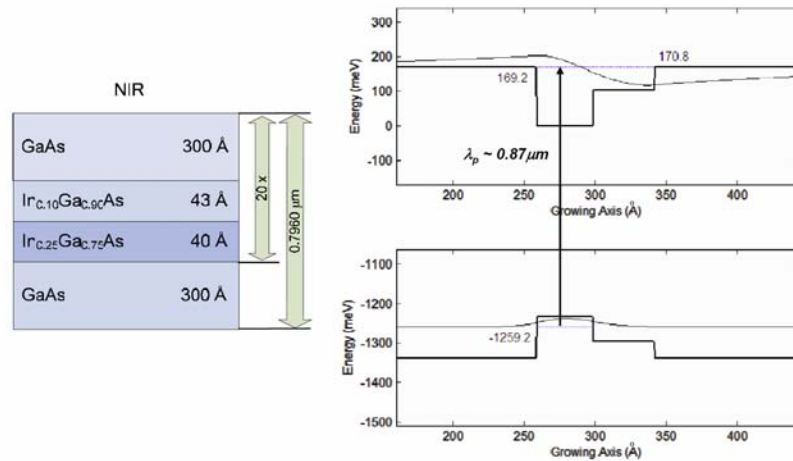 NIR
GaAs 300 Å
In0.10Ga0.90As 43 Å
In0.25Ga0.75As 40 Å
GaAs 300 Å
20 x
0.7960 µm
Energy (meV)
300
200
100
0
-100
169.2
170.8
λp ~ 0.87µm
200 250 300 350 400
Growing Axis (Å)
Energy (meV)
-1100
-1200
-1300
-1400
-1500
-1259.2
200 250 300 350 400
Growing Axis (Å)